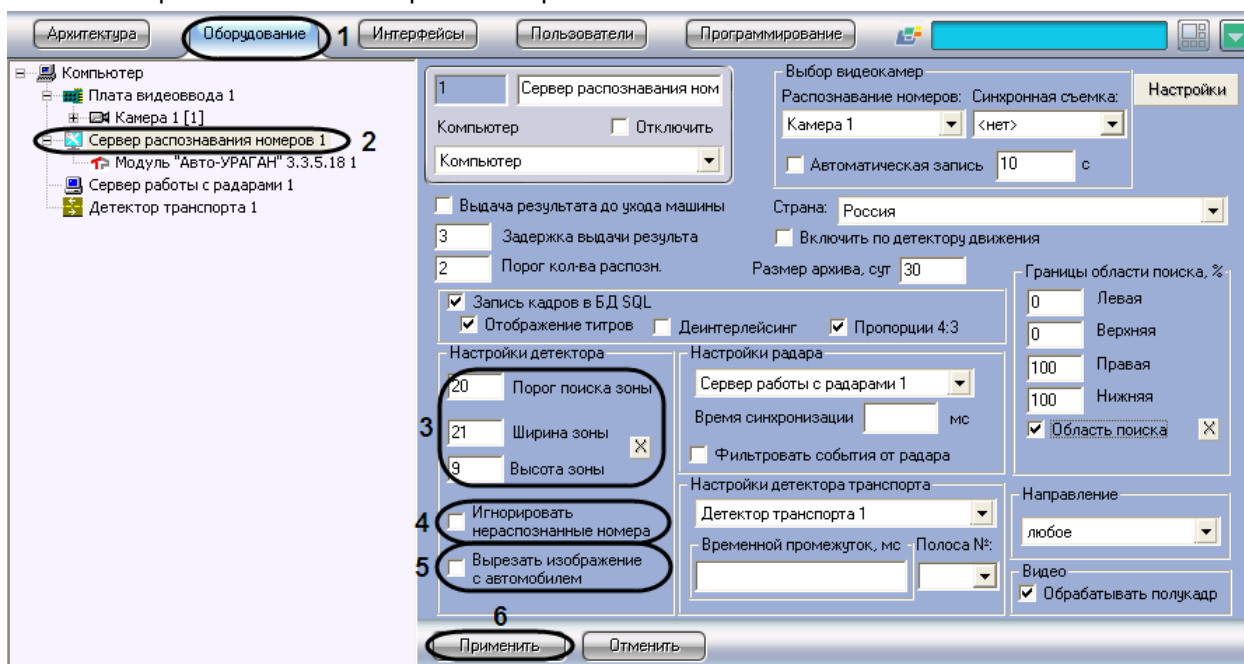 Архитектура Оборудование 1 Интерфейсы Пользователи Программирование
Компьютер
Плата видеоввода 1
Камера 1 [1]
Сервер распознавания номеров 1 2
Модуль "Авто-УРАГАН" 3.3.5.18 1
Сервер работы с радарами 1
Детектор транспорта 1
1 Сервер распознавания ном
Компьютер Отключить
Компьютер
Выбор видеокамер
Распознавание номеров: Синхронная съемка:
Камера 1 <нет>
Автоматическая запись 10 с
Настройки
Выдача результата до ухода машины
Страна: Россия
3 Задержка выдачи результа
Включить по детектору движения
2 Порог кол-ва распозн.
Размер архива, сут 30
Запись кадров в БД SQL
Отображение титров Деинтерлейсинг Пропорции 4:3
Границы области поиска, %
0 Левая
0 Верхняя
100 Правая
100 Нижняя
Область поиска X
Настройки детектора
20 Порог поиска зоны
3
21 Ширина зоны
X
9 Высота зоны
4 Игнорировать
нераспознанные номера
5 Вырезать изображение
с автомобилем
Настройки радара
Сервер работы с радарами 1
Время синхронизации мс
Фильтровать события от радара
Настройки детектора транспорта
Детектор транспорта 1
Временной промежуток, мс Полоса №:
Направление
любое
Видео
Обрабатывать полукадр
6
Применить Отменить